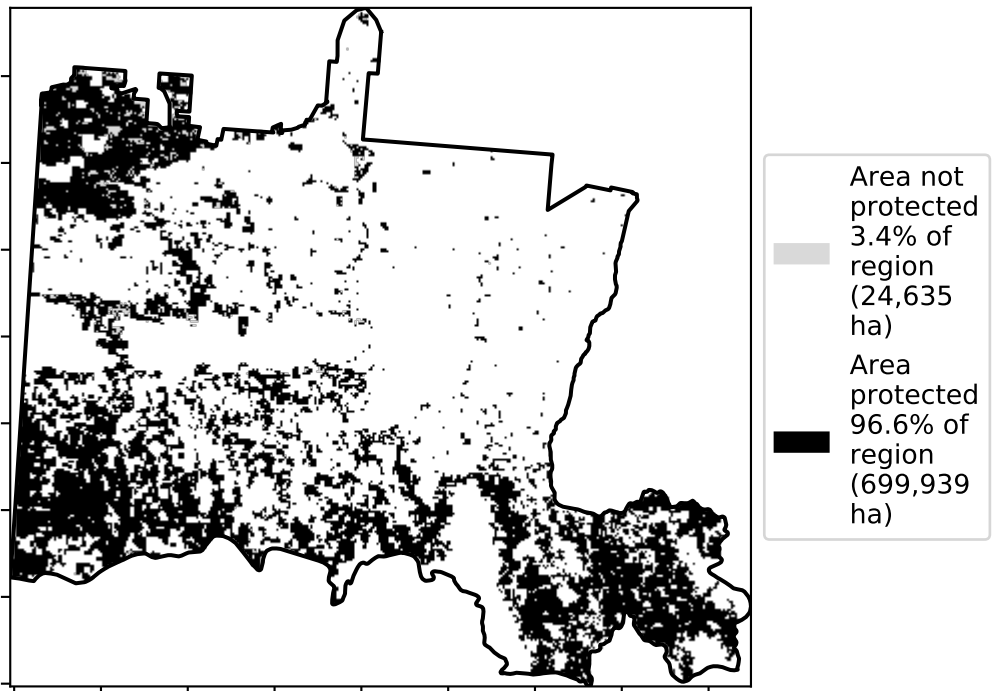 Area not
protected
3.4% of
region
(24,635
ha)
Area
protected
96.6% of
region
(699,939
ha)